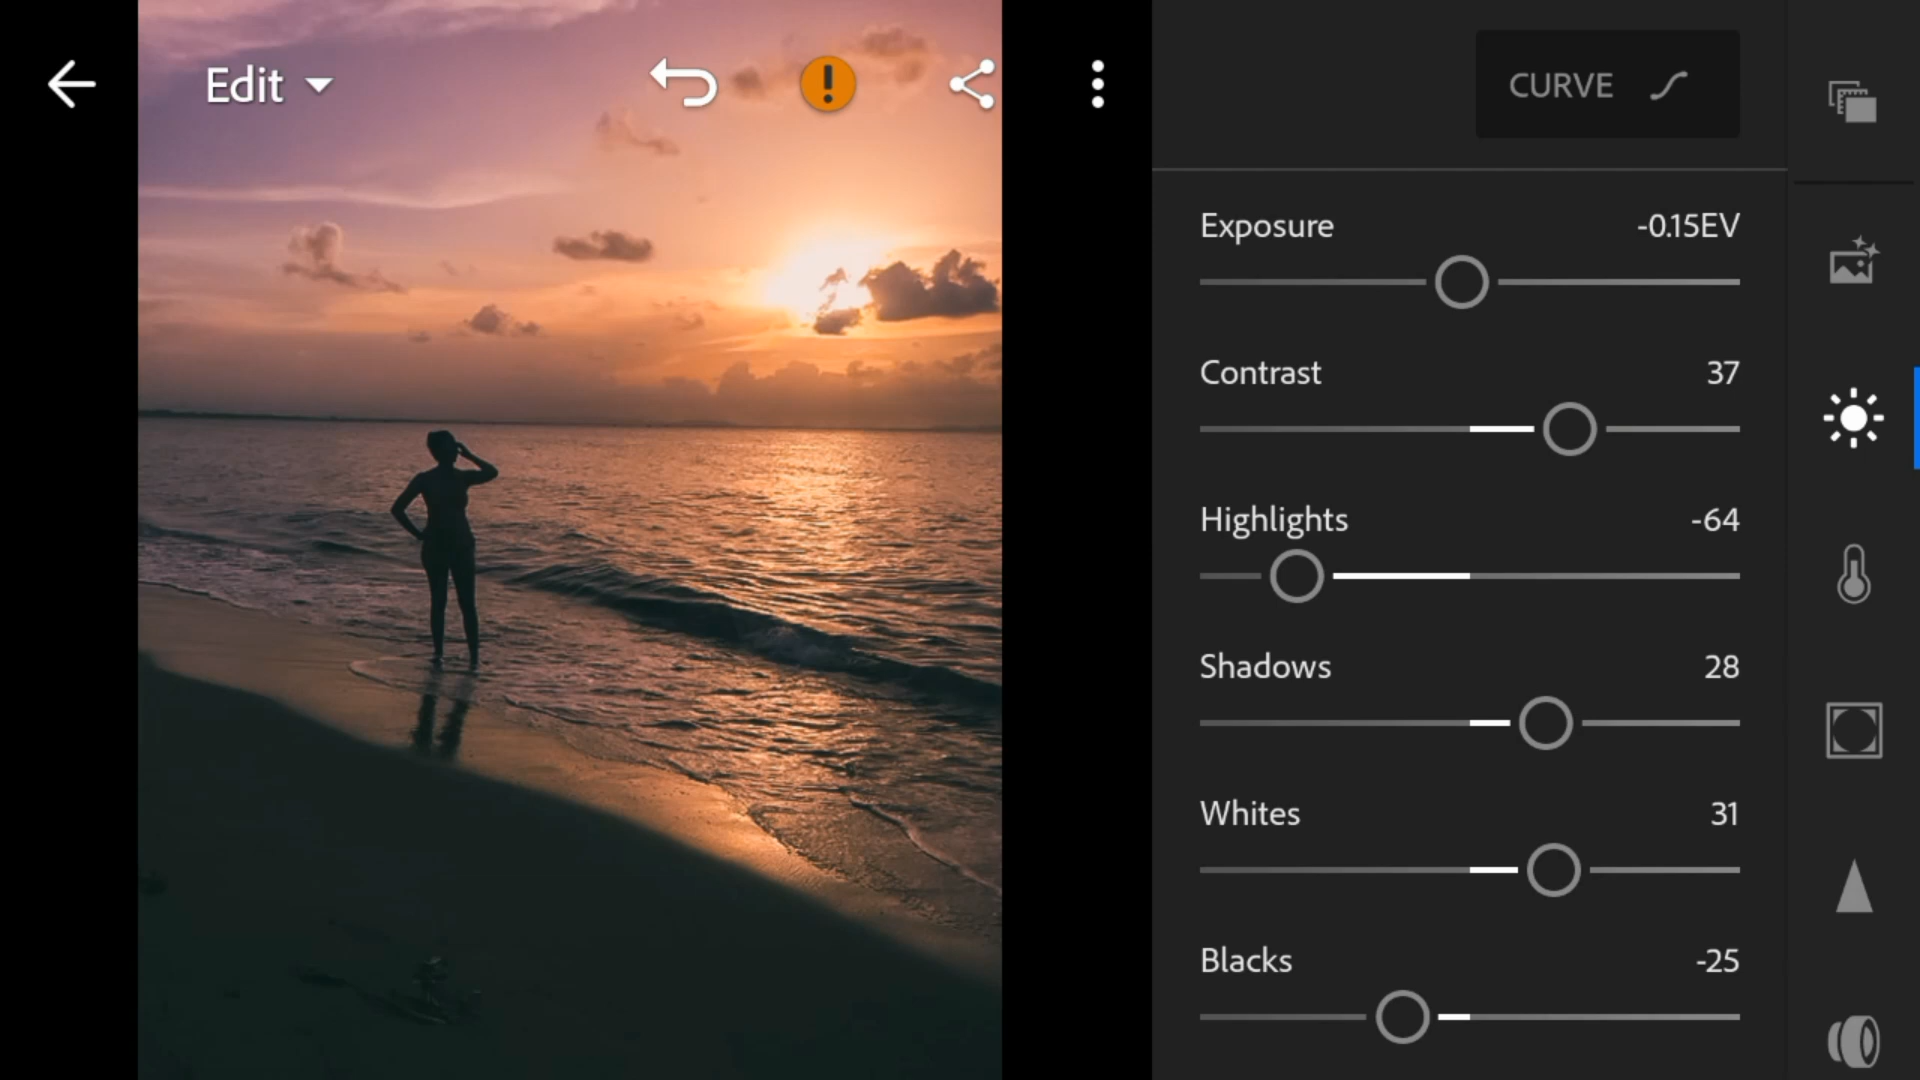 Edit
CURVE
Exposure -0.15EV
Contrast 37
Highlights -64
Shadows 28
Whites 31
Blacks -25